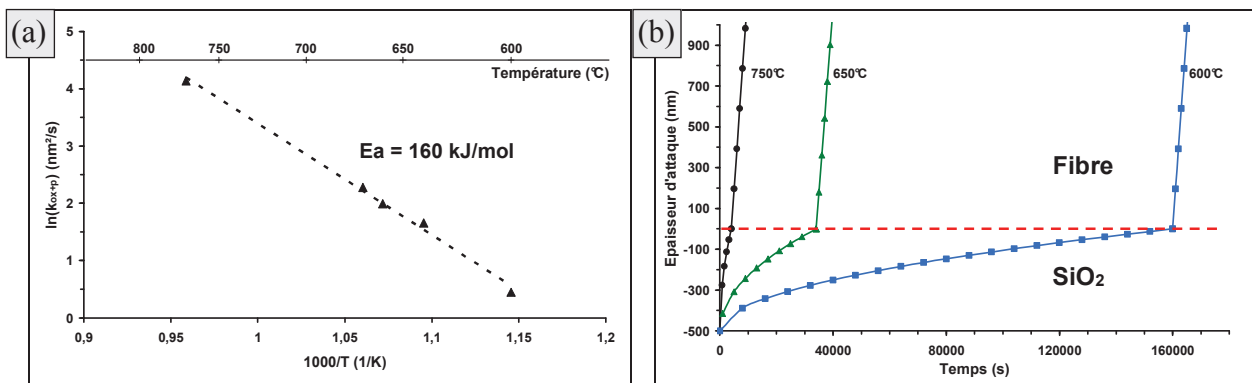 (a)
800 750 700 650 600
Température (°C)
5
4
3
2
1
0
ln(kox+p) (nm²/s)
Ea = 160 kJ/mol
0,9 0,95 1 1,05 1,1 1,15 1,2
1000/T (1/K)
(b)
900
700
500
300
100
-100
-300
-500
Epaisseur d'attaque (nm)
750°C 650°C 600°C
Fibre
SiO₂
0 40000 80000 120000 160000
Temps (s)